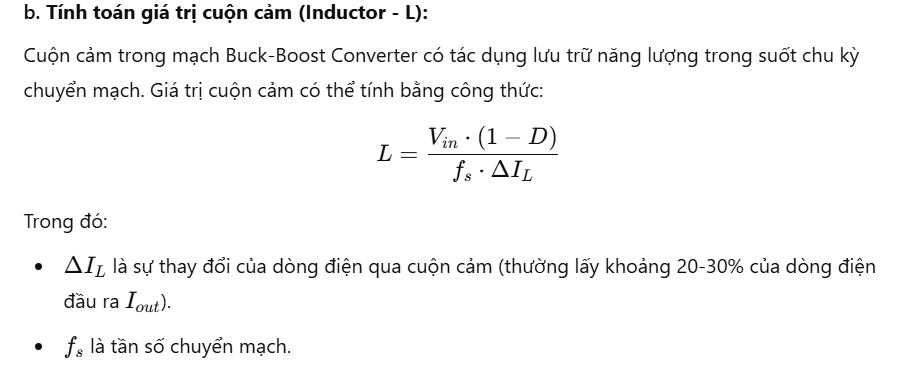 b. Tính toán giá trị cuộn cảm (Inductor - L):
Cuộn cảm trong mạch Buck-Boost Converter có tác dụng lưu trữ năng lượng trong suốt chu kỳ
chuyển mạch. Giá trị cuộn cảm có thể tính bằng công thức:
L = \frac{V_{in} \cdot (1 - D)}{f_s \cdot \Delta I_L}
Trong đó:
• ΔI_L là sự thay đổi của dòng điện qua cuộn cảm (thường lấy khoảng 20-30% của dòng điện
đầu ra I_{out}).
• f_s là tần số chuyển mạch.